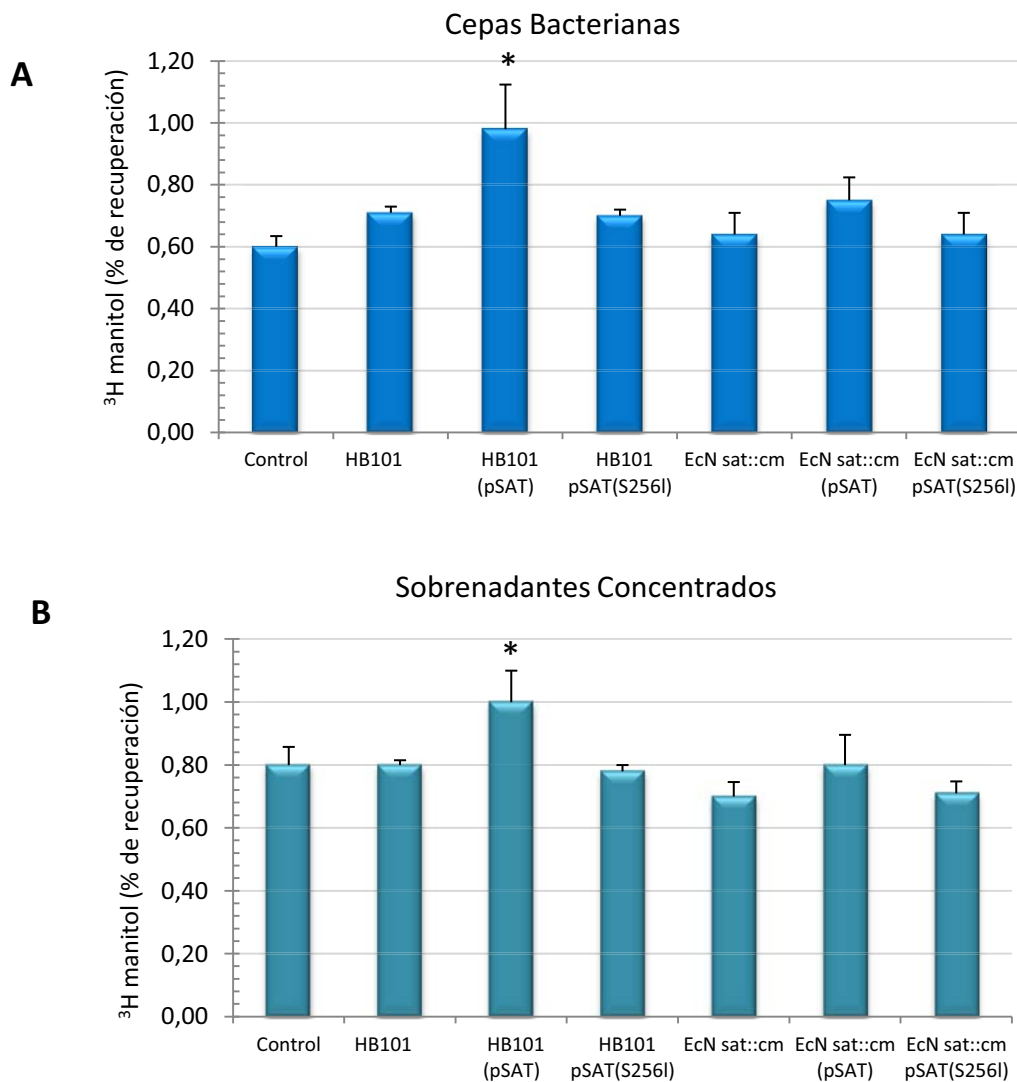 Cepas Bacterianas
A
*
1,20
1,00
0,80
0,60
0,40
0,20
0,00
³H manitol (% de recuperación)
Control HB101 HB101 HB101 EcN sat::cm EcN sat::cm EcN sat::cm
(pSAT) pSAT(S256I) (pSAT) pSAT(S256I)
Sobrenadantes Concentrados
B
*
1,20
1,00
0,80
0,60
0,40
0,20
0,00
³H manitol (% de recuperación)
Control HB101 HB101 HB101 EcN sat::cm EcN sat::cm EcN sat::cm
(pSAT) pSAT(S256I) (pSAT) pSAT(S256I)